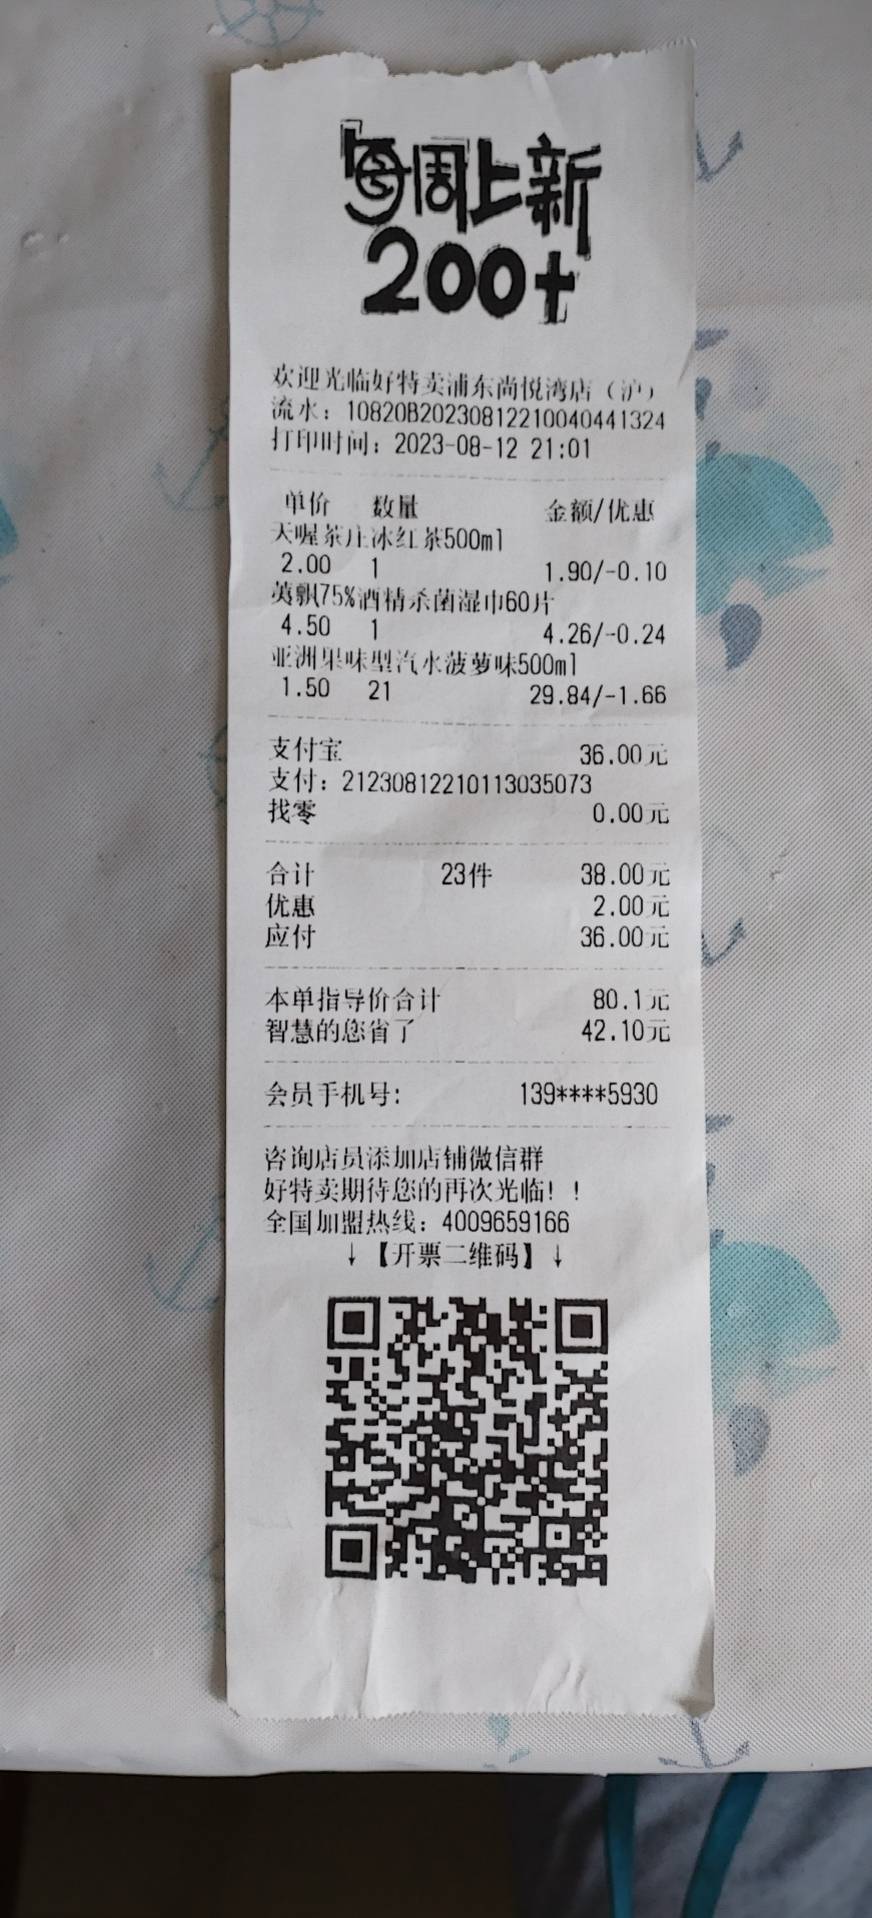 每周上新
200+
欢迎光临好特卖浦东尚悦湾店（沪）
流水：10820B20230812210040441324
打印时间：2023-08-12 21:01
单价 数量 金额/优惠
天喔茶庄冰红茶500ml
2.00 1 1.90/-0.10
英飘75%酒精杀菌湿巾60片
4.50 1 4.26/-0.24
亚洲果味型汽水菠萝味500ml
1.50 21 29.84/-1.66
支付宝 36.00元
支付：21230812210113035073
找零 0.00元
合计 23件 38.00元
优惠 2.00元
应付 36.00元
本单指导价合计 80.1元
智慧的您省了 42.10元
会员手机号: 139****5930
咨询店员添加店铺微信群
好特卖期待您的再次光临！！
全国加盟热线：4009659166
↓【开票二维码】↓